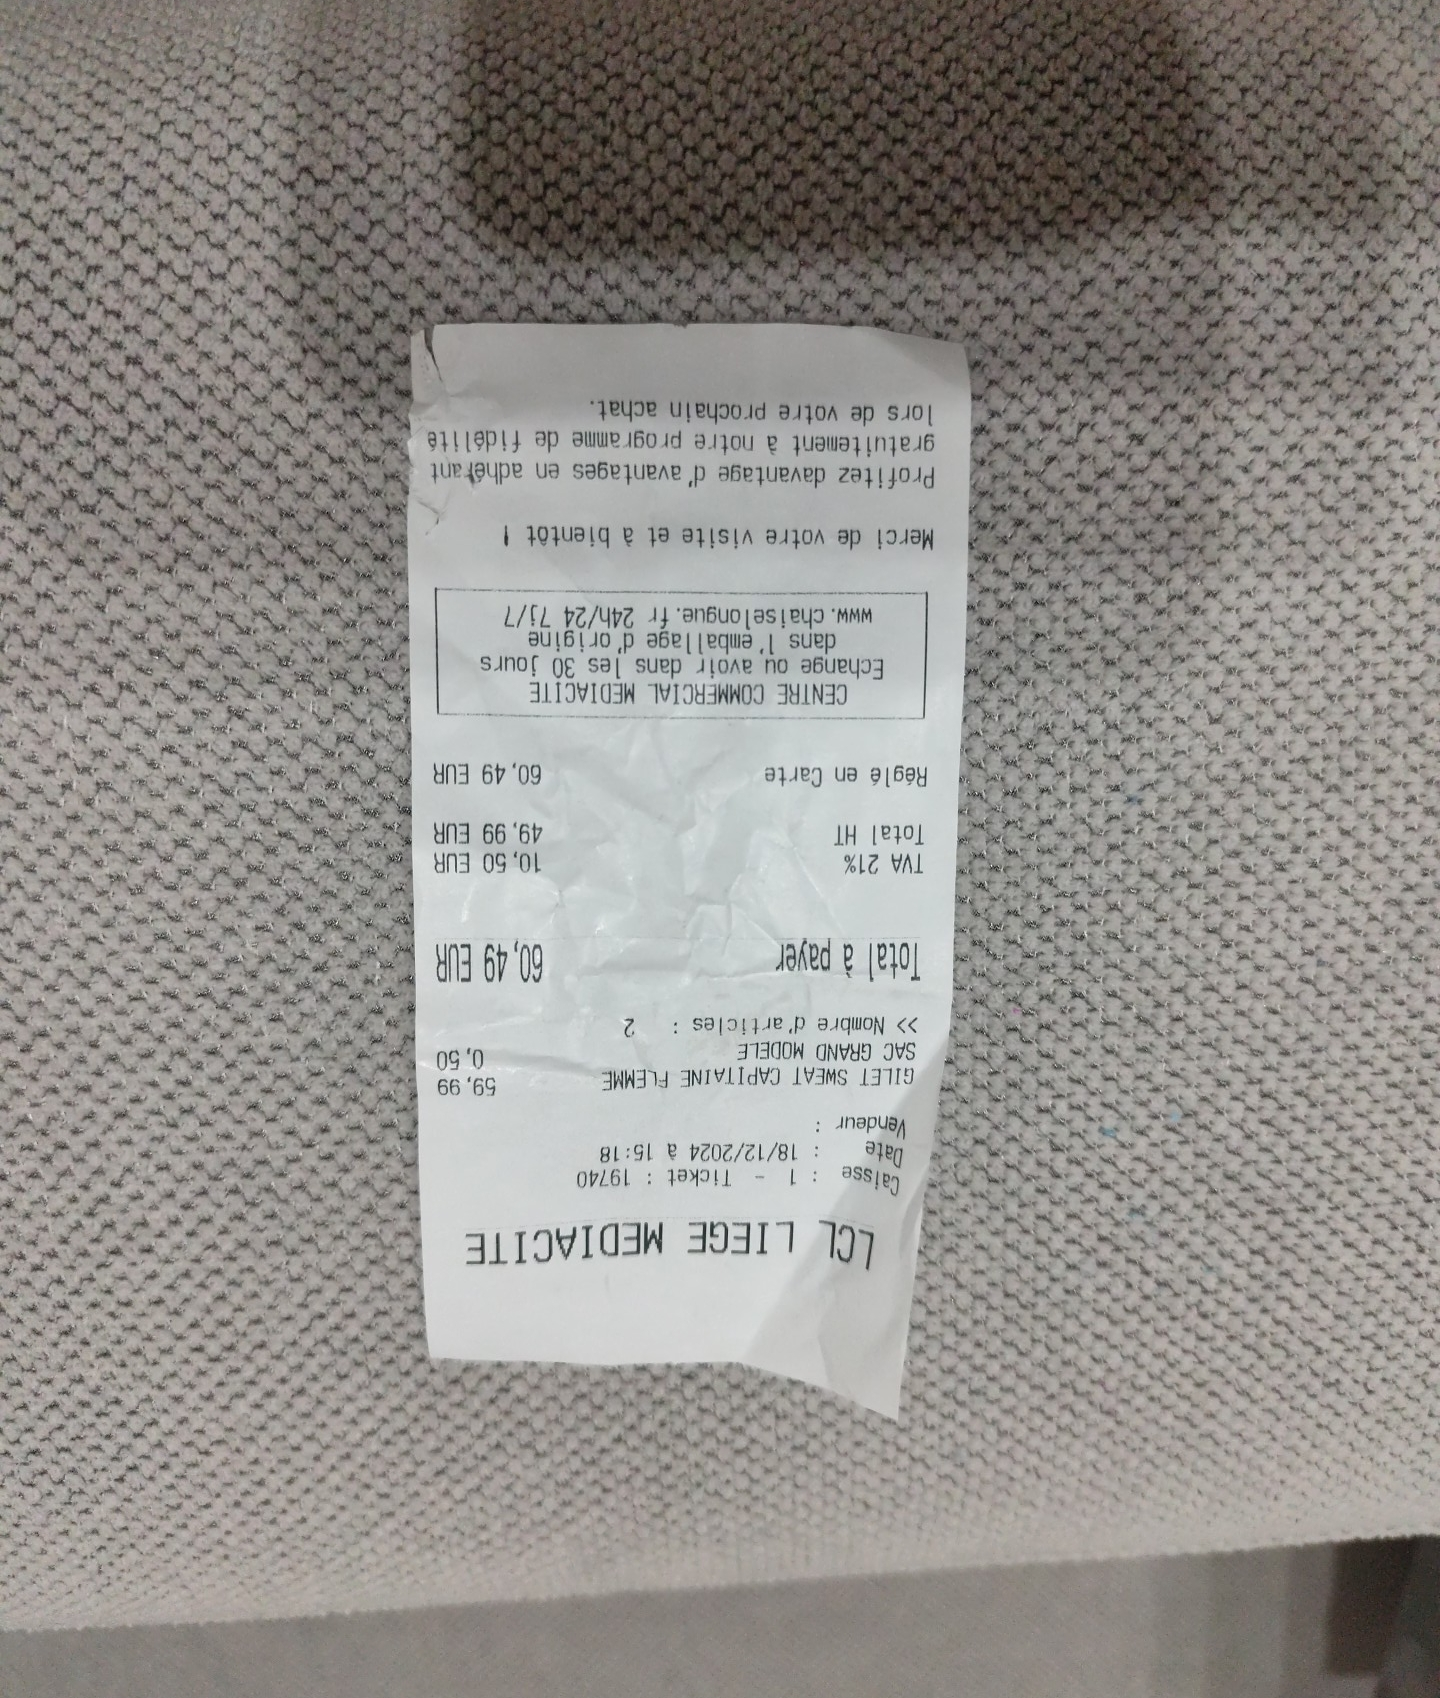 LCL LIEGE MEDIACITE
Caisse : 1 - Ticket : 19740
Date : 18/12/2024 à 15:18
Vendeur :
GILET SWEAT CAPITAINE FLEMME 59,99
SAC GRAND MODELE 0,50
>> Nombre d'articles : 2
Total à payer 60,49 EUR
TVA 21% 10,50 EUR
Total HT 49,99 EUR
Réglé en Carte 60,49 EUR
CENTRE COMMERCIAL MEDIACITE
Echange ou avoir dans les 30 jours
dans l'emballage d'origine
www.chaiselongue.fr 24h/24 7j/7
Merci de votre visite et à bientôt !
Profitez davantage d'avantages en adhérant
gratuitement à notre programme de fidélité
lors de votre prochain achat.